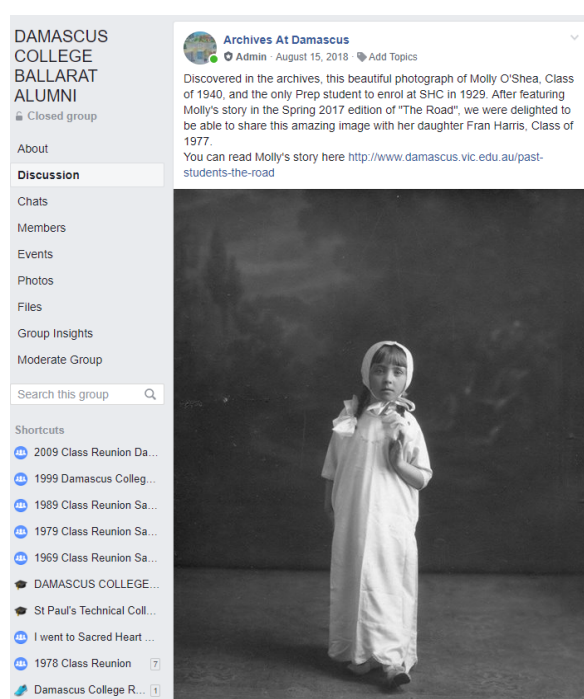 DAMASCUS
COLLEGE
BALLARAT
ALUMNI
Closed group
About
Discussion
Chats
Members
Events
Photos
Files
Group Insights
Moderate Group
Search this group
Shortcuts
2009 Class Reunion Da...
1999 Damascus Colleg...
1989 Class Reunion Sa...
1979 Class Reunion Sa...
1969 Class Reunion Sa...
DAMASCUS COLLEGE...
St Paul's Technical Coll...
I went to Sacred Heart ...
1978 Class Reunion 7
Damascus College R... 1
Archives At Damascus
Admin · August 15, 2018 · Add Topics
Discovered in the archives, this beautiful photograph of Molly O'Shea, Class
of 1940, and the only Prep student to enrol at SHC in 1929. After featuring
Molly's story in the Spring 2017 edition of "The Road", we were delighted to
be able to share this amazing image with her daughter Fran Harris, Class of
1977.
You can read Molly's story here http://www.damascus.vic.edu.au/past-
students-the-road